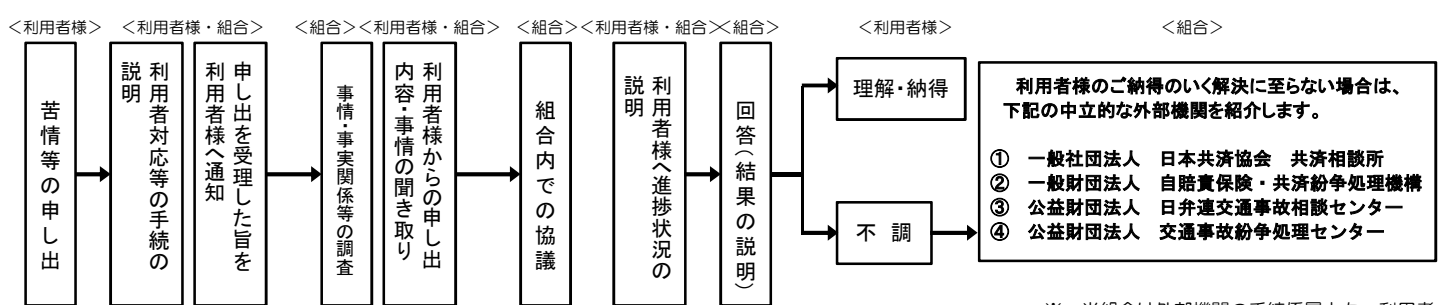 ＜利用者様＞ ＜利用者様・組合＞ ＜組合＞＜利用者様・組合＞ ＜組合＞＜利用者様・組合＞＜組合＞ ＜利用者様＞ ＜組合＞
苦情等の申し出
利用者対応等の手続の
説明
申し出を受理した旨を
利用者様へ通知
事情・事実関係等の調査
利用者様からの申し出
内容・事情の聞き取り
組合内での協議
利用者様へ進捗状況の
説明
回答（結果の説明）
理解・納得
不 調
利用者様のご納得のいく解決に至らない場合は、
下記の中立的な外部機関を紹介します。
① 一般社団法人 日本共済協会 共済相談所
② 一般財団法人 自賠責保険・共済紛争処理機構
③ 公益財団法人 日弁連交通事故相談センター
④ 公益財団法人 交通事故紛争処理センター